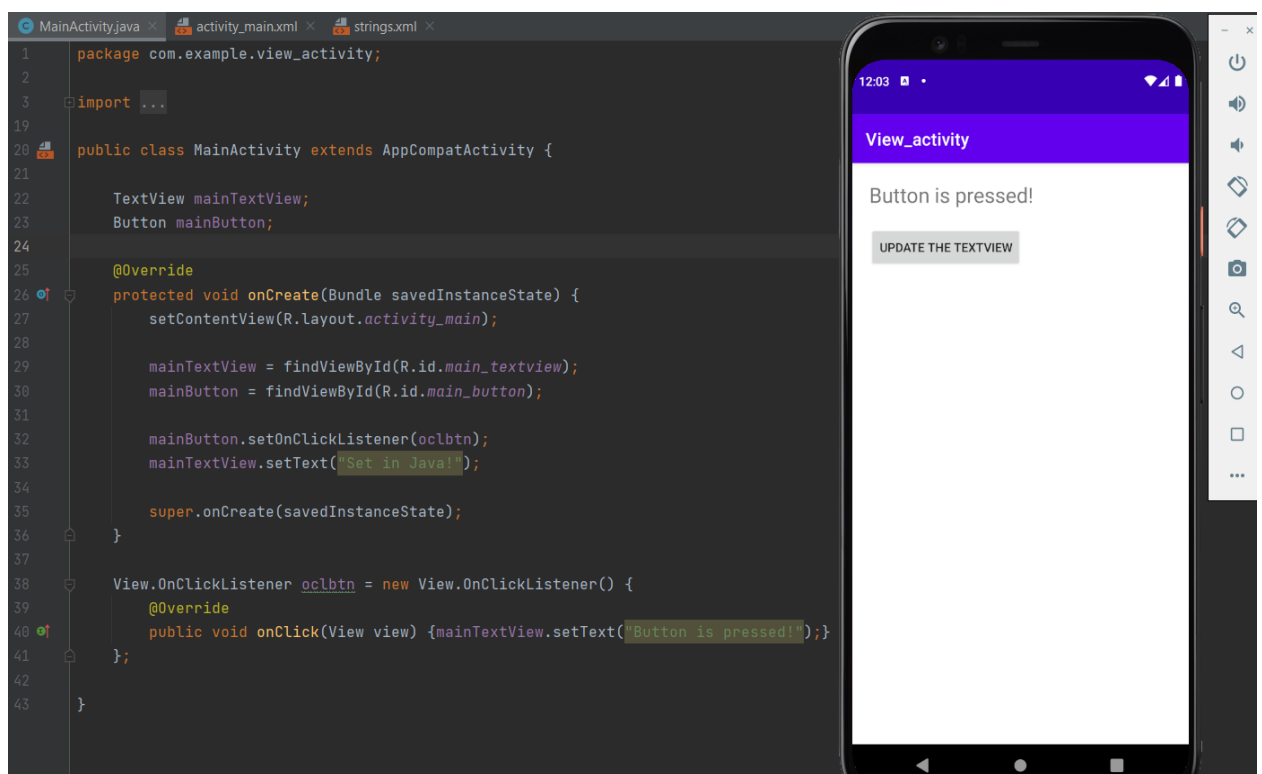 MainActivity.java activity_main.xml strings.xml
1 package com.example.view_activity;
2
3 import ...
19
20 public class MainActivity extends AppCompatActivity {
21
22 TextView mainTextView;
23 Button mainButton;
24
25 @Override
26 protected void onCreate(Bundle savedInstanceState) {
27 setContentView(R.layout.activity_main);
28
29 mainTextView = findViewById(R.id.main_textview);
30 mainButton = findViewById(R.id.main_button);
31
32 mainButton.setOnClickListener(oclbtn);
33 mainTextView.setText("Set in Java!");
34
35 super.onCreate(savedInstanceState);
36 }
37
38 View.OnClickListener oclbtn = new View.OnClickListener() {
39 @Override
40 public void onClick(View view) {mainTextView.setText("Button is pressed!");}
41 };
42
43 }
12:03
View_activity
Button is pressed!
UPDATE THE TEXTVIEW